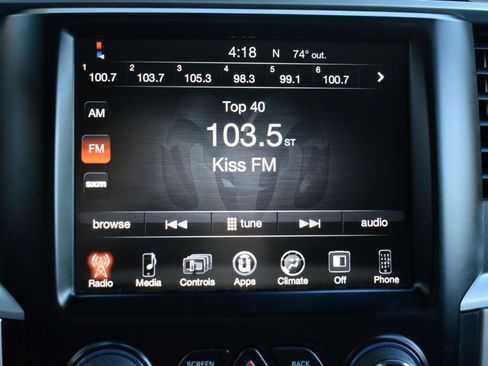 4:18 N 74° out.
1 100.7 2 103.7 3 105.3 4 98.3 5 99.1 6 100.7
Top 40
AM
103.5 ST
FM
Kiss FM
sxm
browse tune audio
Radio Media Controls Apps Climate Off Phone
SCREEN BACK